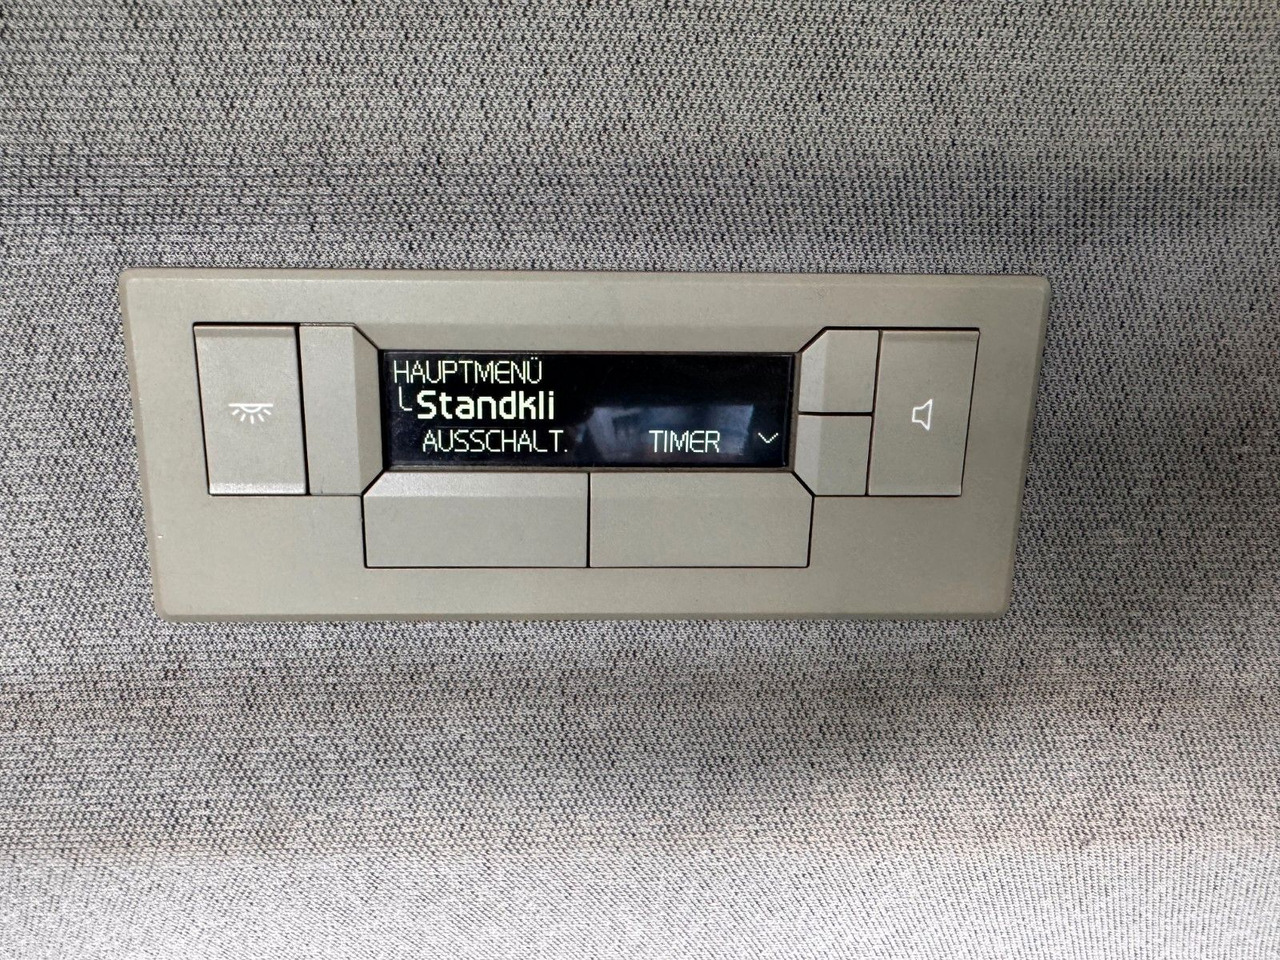 HAUPTMENÜ
Standkli
AUSSCHALT. TIMER